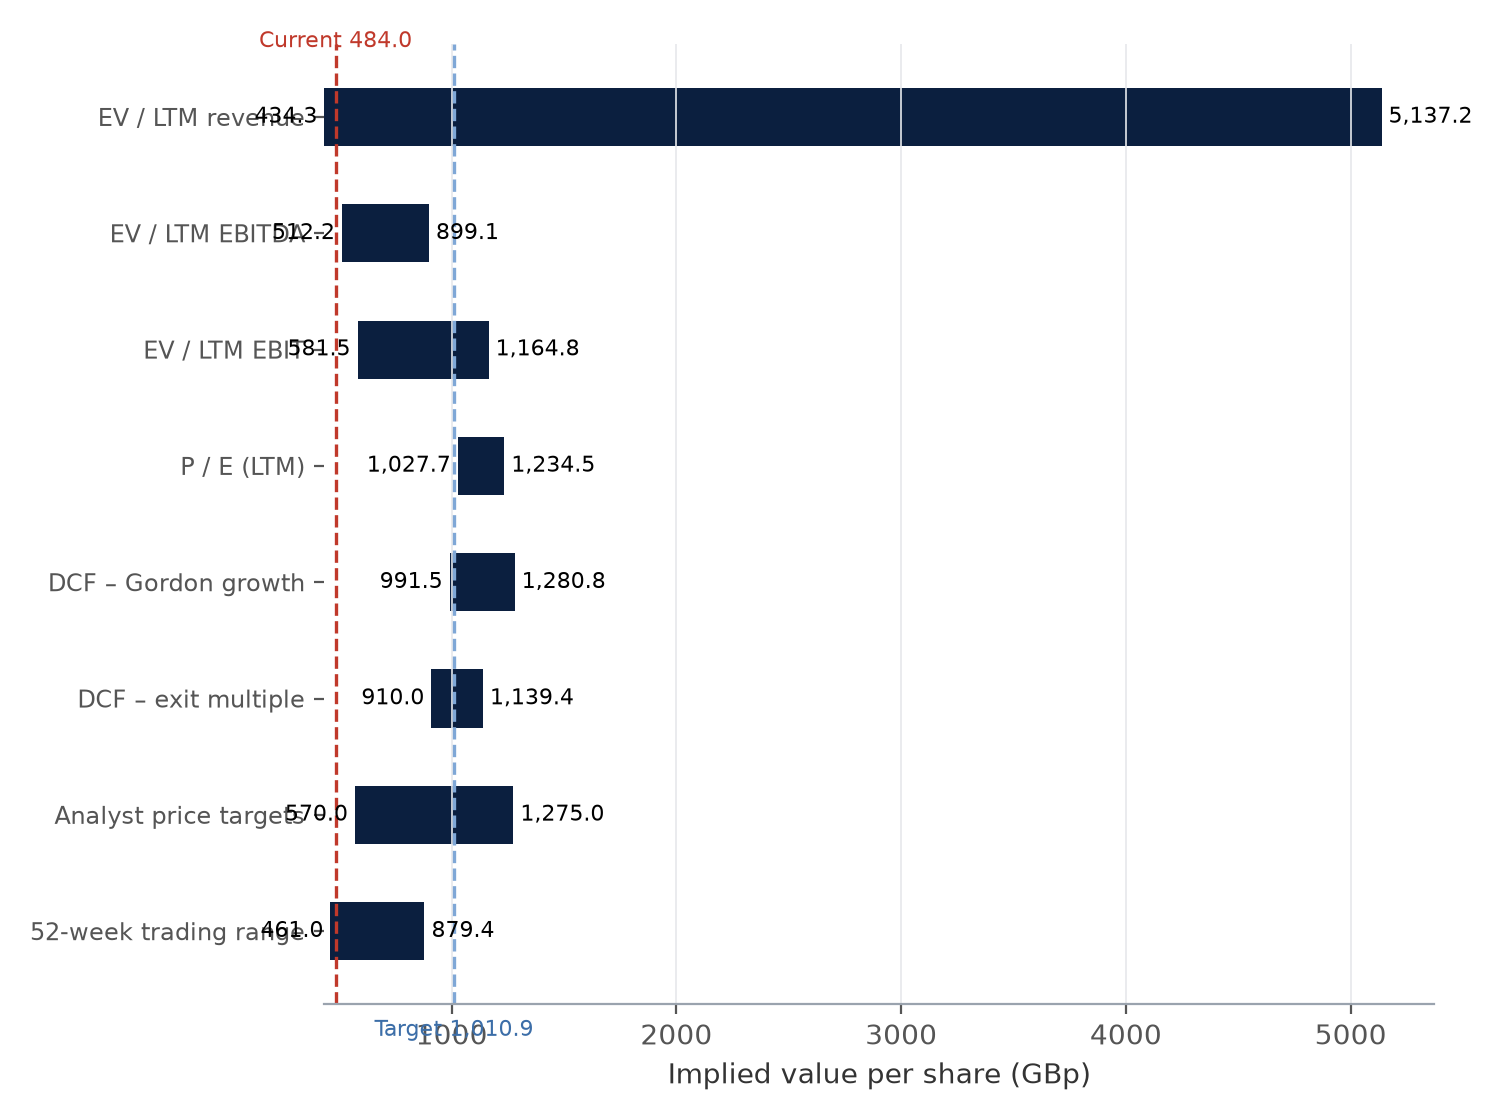 Current 484.0
EV / LTM revenue 434.3 5,137.2
EV / LTM EBITDA 512.2 899.1
EV / LTM EBIT 581.5 1,164.8
P / E (LTM) 1,027.7 1,234.5
DCF – Gordon growth 991.5 1,280.8
DCF – exit multiple 910.0 1,139.4
Analyst price targets 570.0 1,275.0
52-week trading range 461.0 879.4
Target 1,010.9
1000 2000 3000 4000 5000
Implied value per share (GBp)